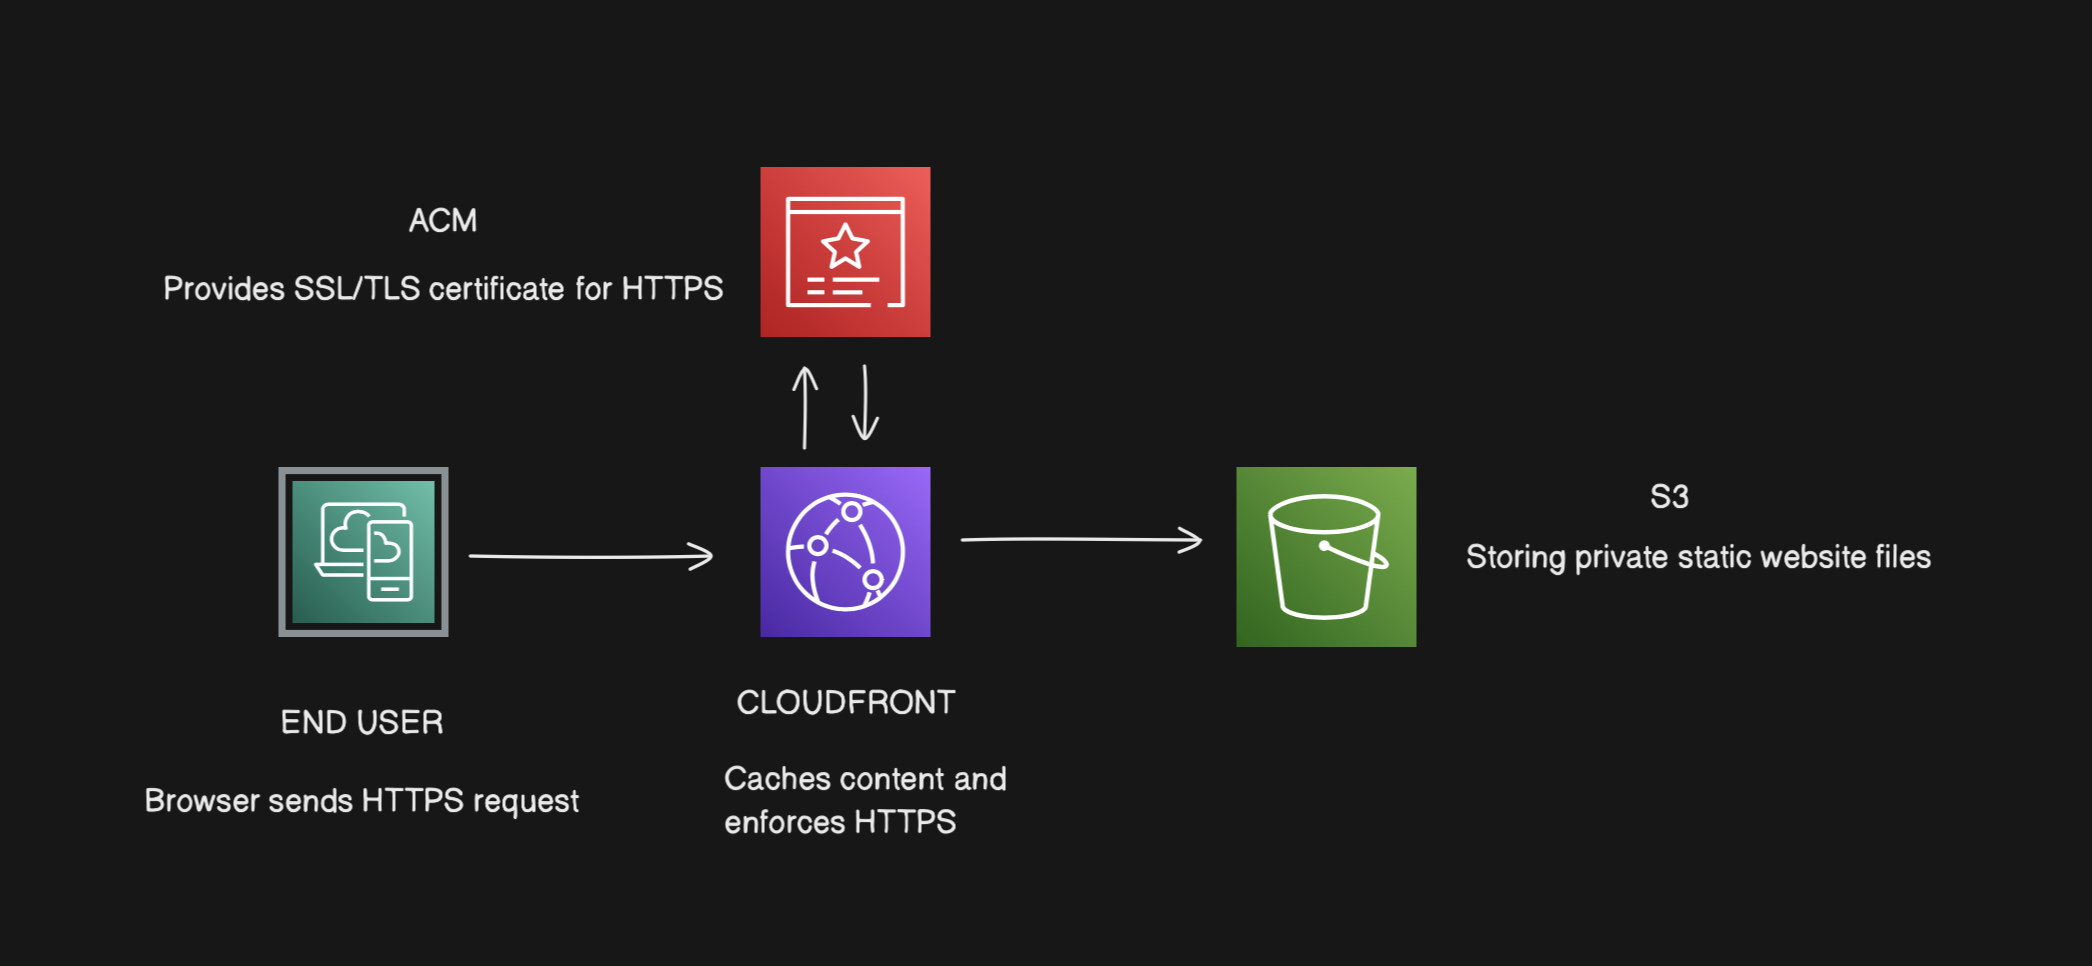 ACM
Provides SSL/TLS certificate for HTTPS
END USER
Browser sends HTTPS request
CLOUDFRONT
Caches content and
enforces HTTPS
S3
Storing private static website files